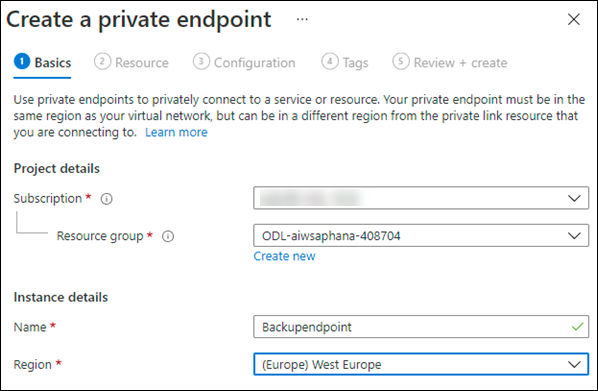 Create a private endpoint ...
1 Basics 2 Resource 3 Configuration 4 Tags 5 Review + create
Use private endpoints to privately connect to a service or resource. Your private endpoint must be in the
same region as your virtual network, but can be in a different region from the private link resource that
you are connecting to. Learn more
Project details
Subscription *
Resource group * ODL-aiwsaphana-408704
Create new
Instance details
Name * Backupendpoint
Region * (Europe) West Europe